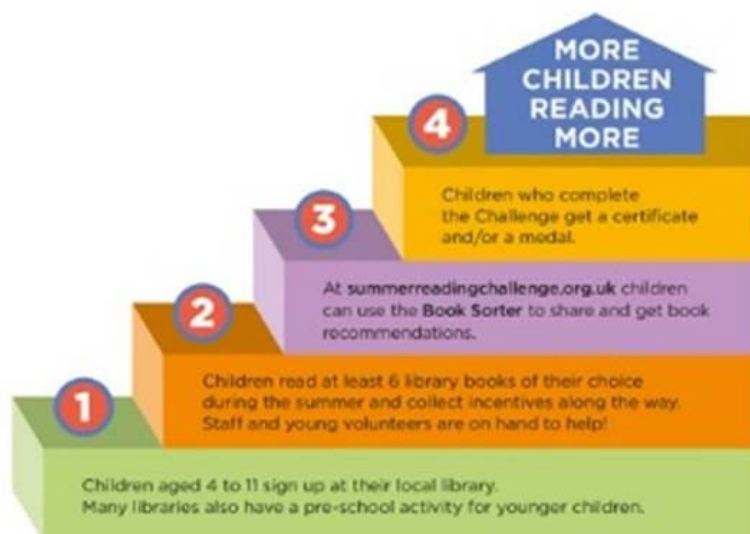 MORE
CHILDREN
READING
MORE
4
Children who complete
the Challenge get a certificate
and/or a medal.
3
At summerreadingchallenge.org.uk children
can use the Book Sorter to share and get book
recommendations.
2
Children read at least 6 library books of their choice
during the summer and collect incentives along the way.
Staff and young volunteers are on hand to help!
1
Children aged 4 to 11 sign up at their local library.
Many libraries also have a pre-school activity for younger children.